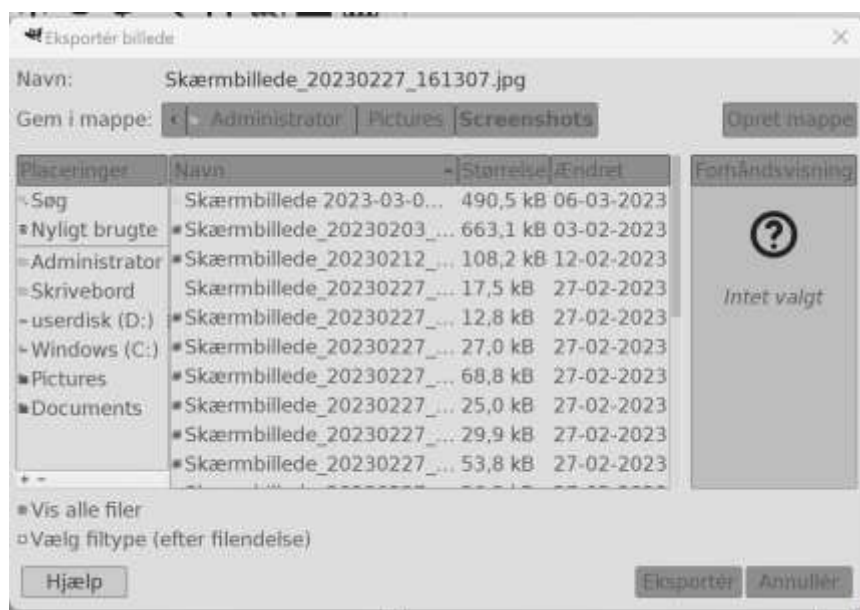 Eksportér billede
Navn: Skærmbillede_20230227_161307.jpg
Gem i mappe: Administrator Pictures Screenshots Opret mappe
Placeringer Navn Størrelse Ændret Forhåndsvisning
Søg Skærmbillede 2023-03-0... 490,5 kB 06-03-2023
Nyligt brugte Skærmbillede_20230203_... 663,1 kB 03-02-2023
Administrator Skærmbillede_20230212_... 108,2 kB 12-02-2023
Skrivebord Skærmbillede_20230227_... 17,5 kB 27-02-2023 Intet valgt
userdisk (D:) Skærmbillede_20230227_... 12,8 kB 27-02-2023
Windows (C:) Skærmbillede_20230227_... 27,0 kB 27-02-2023
Pictures Skærmbillede_20230227_... 68,8 kB 27-02-2023
Documents Skærmbillede_20230227_... 25,0 kB 27-02-2023
Skærmbillede_20230227_... 29,9 kB 27-02-2023
Skærmbillede_20230227_... 53,8 kB 27-02-2023
Vis alle filer
Vælg filtype (efter filendelse)
Hjælp Eksportér Annullér